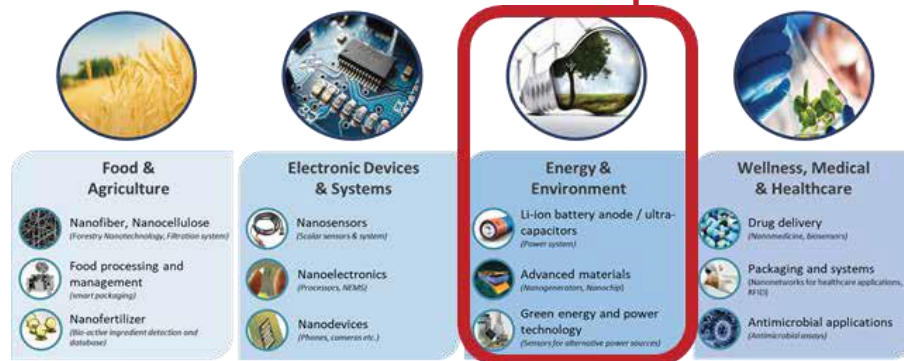 Food &
Agriculture
Nanofiber, Nanocellulose
(Forestry Nanotechnology, Filtration system)
Food processing and
management
(smart packaging)
Nanofertilizer
(Bio-active ingredient detection and
database)
Electronic Devices
& Systems
Nanosensors
(Scalar sensors & system)
Nanoelectronics
(Processors, NEMS)
Nanodevices
(Phones, cameras etc.)
Energy &
Environment
Li-ion battery anode / ultra-
capacitors
(Power system)
Advanced materials
(Nanogenerators, Nanochip)
Green energy and power
technology
(Sensors for alternative power sources)
Wellness, Medical
& Healthcare
Drug delivery
(Nanomedicine, biosensors)
Packaging and systems
(Nanonetworks for healthcare applications,
RFID)
Antimicrobial applications
(Antimicrobial assays)